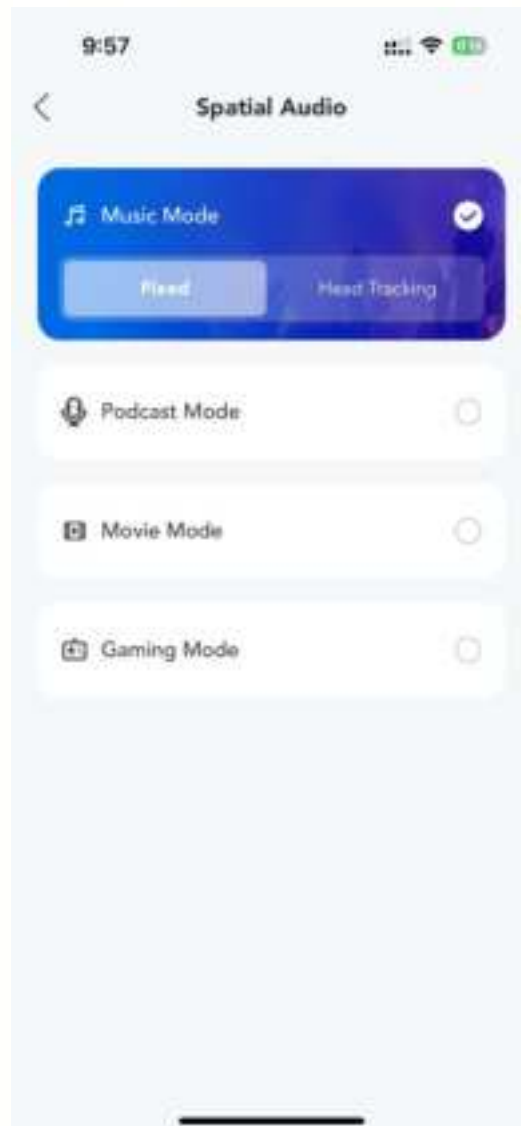 9:57
Spatial Audio
Music Mode
Fixed Head Tracking
Podcast Mode
Movie Mode
Gaming Mode